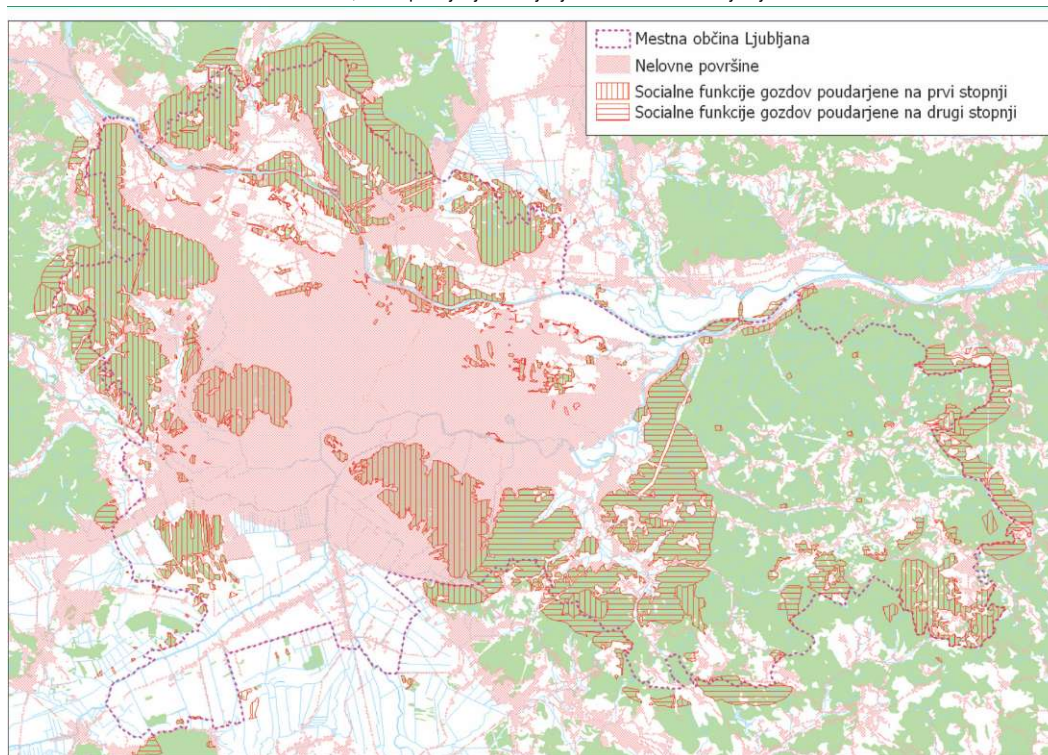 Mestna občina Ljubljana
Nelovne površine
Socialne funkcije gozdov poudarjene na prvi stopnji
Socialne funkcije gozdov poudarjene na drugi stopnji